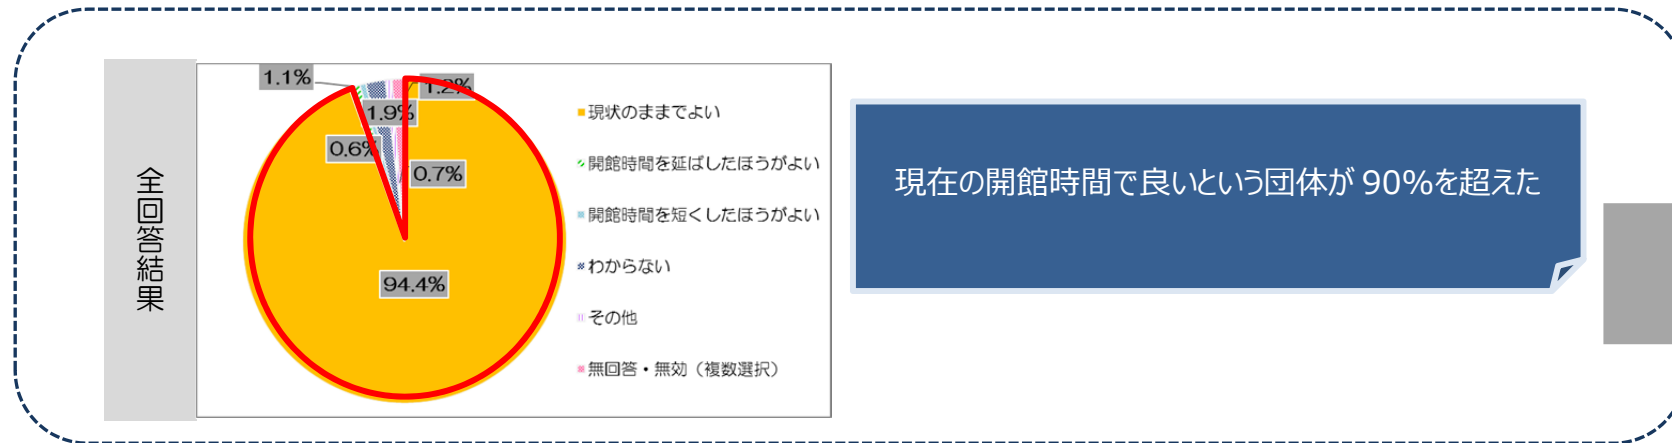 全回答結果
1.1%
1.2%
1.9%
0.6%
0.7%
94.4%
現状のままでよい
開館時間を延ばしたほうがよい
開館時間を短くしたほうがよい
わからない
その他
無回答・無効（複数選択）
現在の開館時間で良いという団体が 90%を超えた